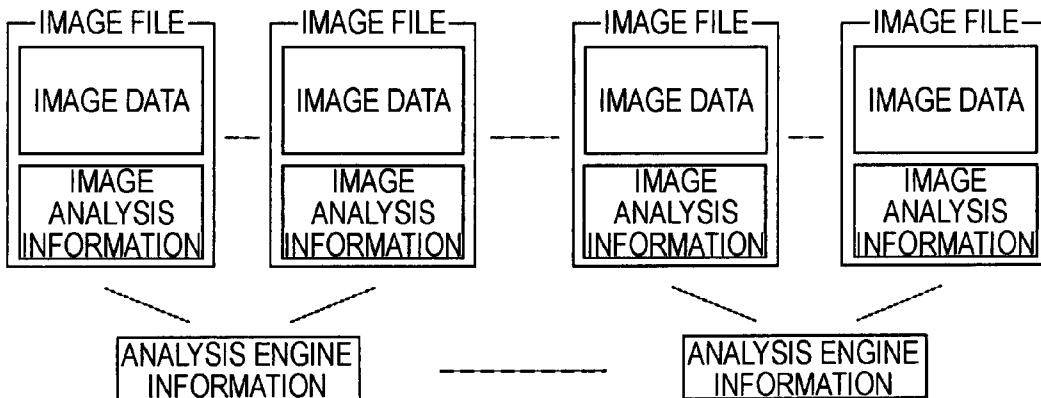 IMAGE FILE IMAGE FILE IMAGE FILE IMAGE FILE
IMAGE DATA IMAGE DATA IMAGE DATA IMAGE DATA
IMAGE ANALYSIS INFORMATION
IMAGE ANALYSIS INFORMATION
IMAGE ANALYSIS INFORMATION
IMAGE ANALYSIS INFORMATION
ANALYSIS ENGINE INFORMATION
ANALYSIS ENGINE INFORMATION